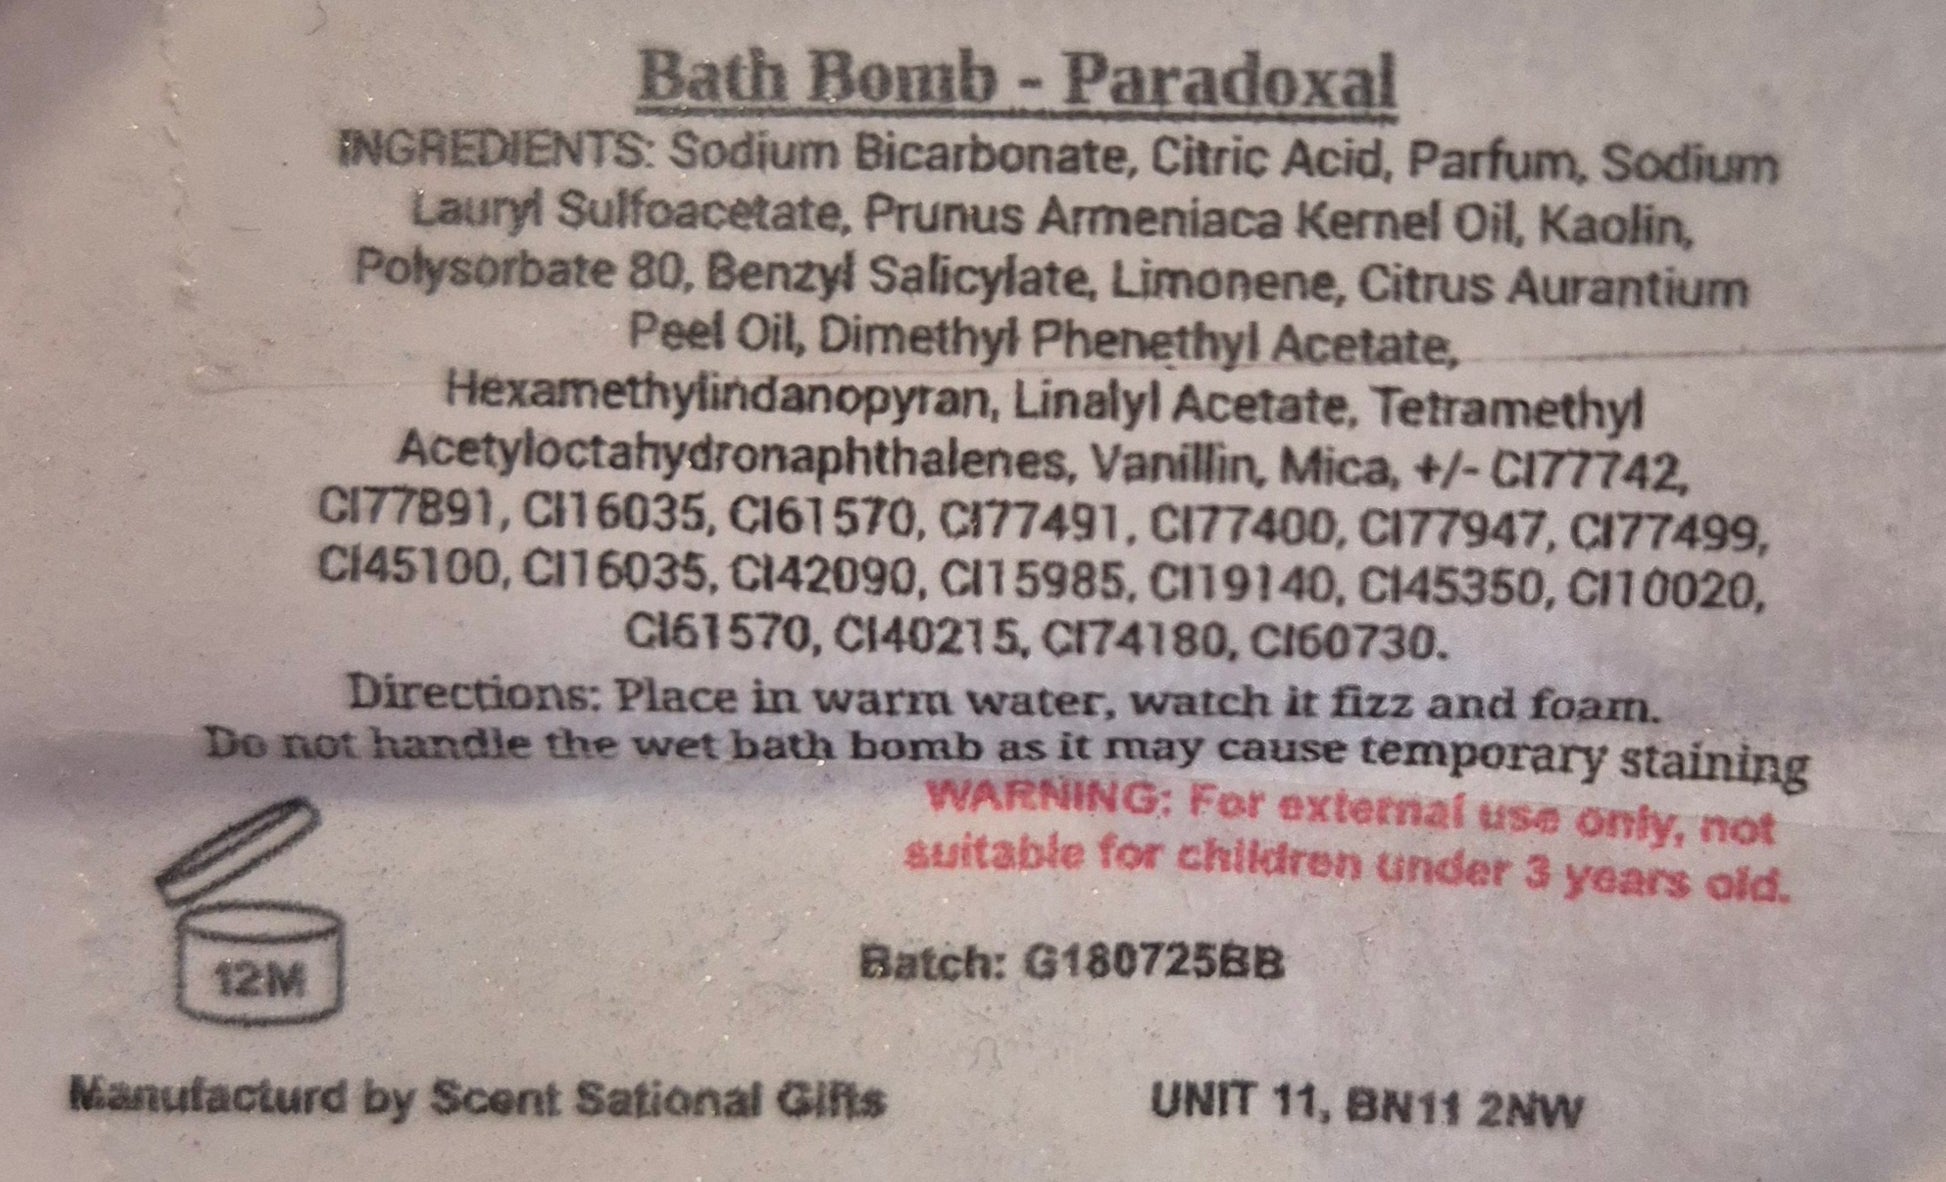 Bath Bomb - Paradoxal
INGREDIENTS: Sodium Bicarbonate, Citric Acid, Parfum, Sodium
Lauryl Sulfoacetate, Prunus Armeniaca Kernel Oil, Kaolin,
Polysorbate 80, Benzyl Salicylate, Limonene, Citrus Aurantium
Peel Oil, Dimethyl Phenethyl Acetate,
Hexamethylindanopyran, Linalyl Acetate, Tetramethyl
Acetyloctahydronaphthalenes, Vanillin, Mica, +/- CI77742,
CI77891, CI16035, CI61570, CI77491, CI77400, CI77947, CI77499,
CI45100, CI16035, CI42090, CI15985, CI19140, CI45350, CI10020,
CI61570, CI40215, CI74180, CI60730.
Directions: Place in warm water, watch it fizz and foam.
Do not handle the wet bath bomb as it may cause temporary staining
WARNING: For external use only, not
suitable for children under 3 years old.
12M
Batch: G180725BB
Manufacturd by Scent Sational Gifts
UNIT 11, BN11 2NW